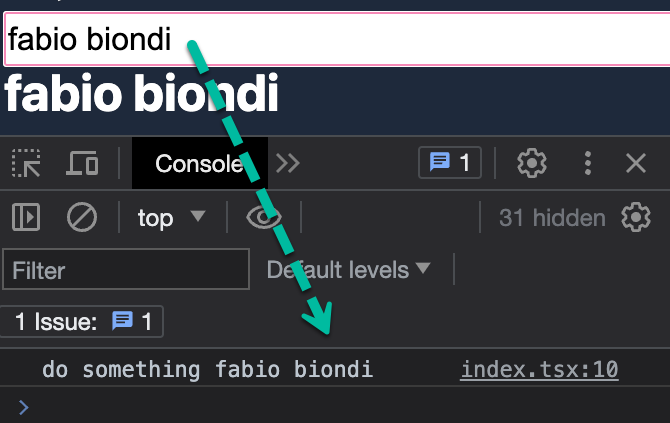 fabio biondi
fabio biondi
Console 1
top 31 hidden
Filter Default levels
1 Issue: 1
do something fabio biondi index.tsx:10